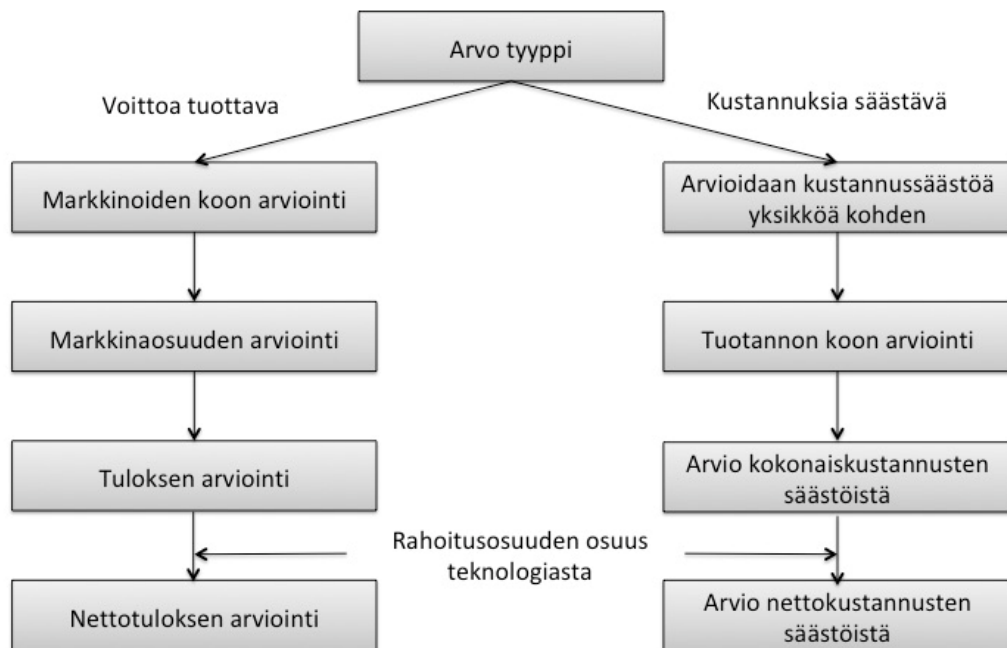 Arvo tyyppi
Voittoa tuottava
Kustannuksia säästävä
Markkinoiden koon arviointi
Arvioidaan kustannussäästöä
yksikköä kohden
Markkinaosuuden arviointi
Tuotannon koon arviointi
Tuloksen arviointi
Arvio kokonaiskustannusten
säästöistä
Rahoitusosuuden osuus
teknologiasta
Nettotuloksen arviointi
Arvio nettokustannusten
säästöistä